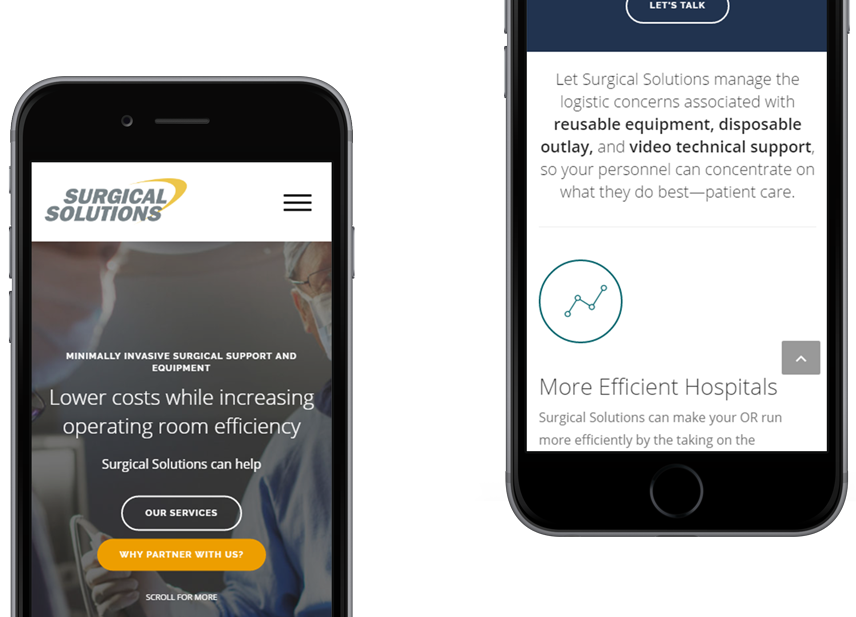 SURGICAL
SOLUTIONS
MINIMALLY INVASIVE SURGICAL SUPPORT AND
EQUIPMENT
Lower costs while increasing
operating room efficiency
Surgical Solutions can help
OUR SERVICES
WHY PARTNER WITH US?
SCROLL FOR MORE
LET'S TALK
Let Surgical Solutions manage the
logistic concerns associated with
reusable equipment, disposable
outlay, and video technical support,
so your personnel can concentrate on
what they do best—patient care.
More Efficient Hospitals
Surgical Solutions can make your OR run
more efficiently by the taking on the